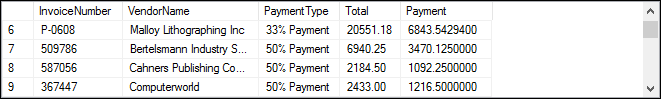 InvoiceNumber VendorName PaymentType Total Payment
6 P-0608 Malloy Lithographing Inc 33% Payment 20551.18 6843.5429400
7 509786 Bertelsmann Industry S... 50% Payment 6940.25 3470.1250000
8 587056 Cahners Publishing Co... 50% Payment 2184.50 1092.2500000
9 367447 Computerworld 50% Payment 2433.00 1216.5000000